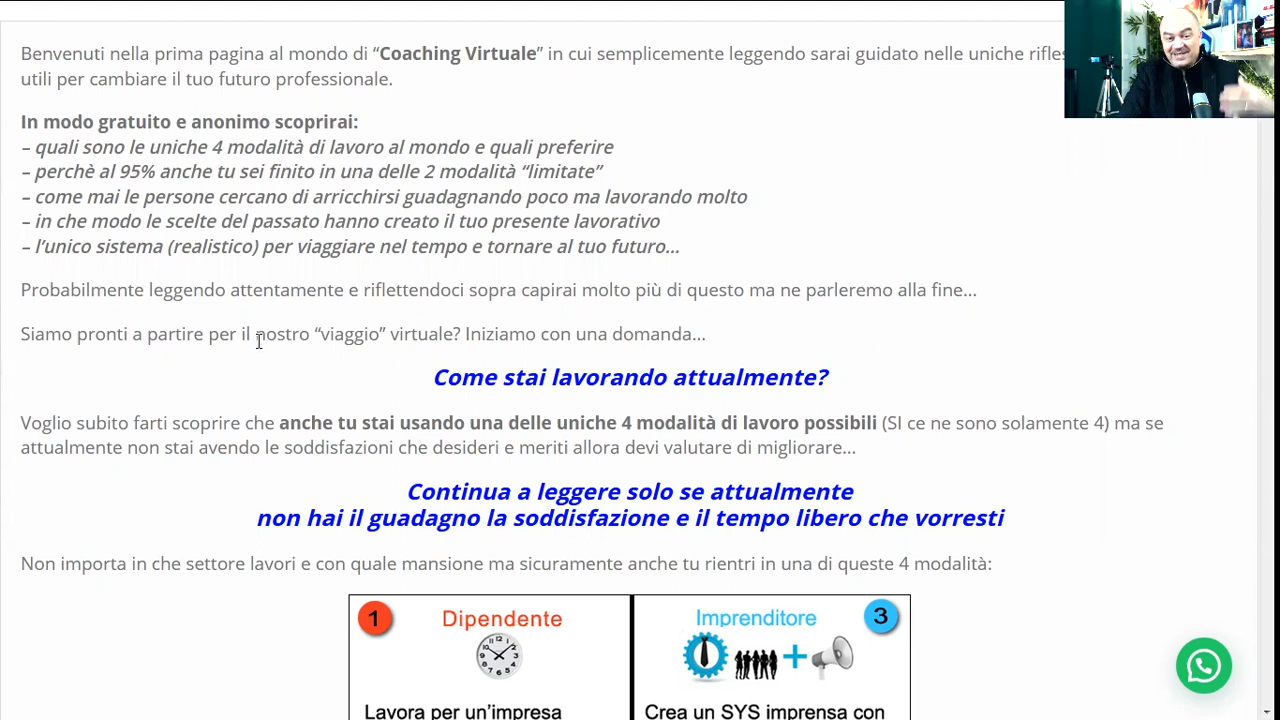 Benvenuti nella prima pagina al mondo di “Coaching Virtuale” in cui semplicemente leggendo sarai guidato nelle uniche
utili per cambiare il tuo futuro professionale.
In modo gratuito e anonimo scoprirai:
– quali sono le uniche 4 modalità di lavoro al mondo e quali preferire
– perchè al 95% anche tu sei finito in una delle 2 modalità “limitate”
– come mai le persone cercano di arricchirsi guadagnando poco ma lavorando molto
– in che modo le scelte del passato hanno creato il tuo presente lavorativo
– l’unico sistema (realistico) per viaggiare nel tempo e tornare al tuo futuro…
Probabilmente leggendo attentamente e riflettendoci sopra capirai molto più di questo ma ne parleremo alla fine…
Siamo pronti a partire per il nostro “viaggio” virtuale? Iniziamo con una domanda…
Come stai lavorando attualmente?
Voglio subito farti scoprire che anche tu stai usando una delle uniche 4 modalità di lavoro possibili (SI ce ne sono solamente 4) ma se
attualmente non stai avendo le soddisfazioni che desideri e meriti allora devi valutare di migliorare…
Continua a leggere solo se attualmente
non hai il guadagno la soddisfazione e il tempo libero che vorresti
Non importa in che settore lavori e con quale mansione ma sicuramente anche tu rientri in una di queste 4 modalità:
1 Dipendente
Lavora per un’impresa
Imprenditore 3
Crea un SYS imprensa con